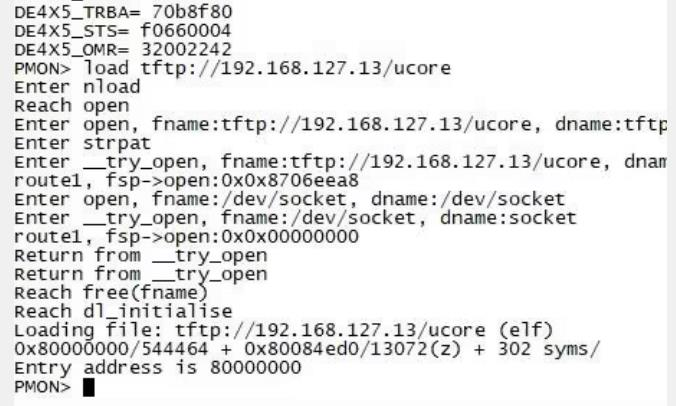 DE4X5_TRBA= 70b8f80
DE4X5_STS= f0660004
DE4X5_OMR= 32002242
PMON> load tftp://192.168.127.13/ucore
Enter nload
Reach open
Enter open, fname:tftp://192.168.127.13/ucore, dname:tftp
Enter strpat
Enter __try_open, fname:tftp://192.168.127.13/ucore, dnam
route1, fsp->open:0x0x8706eea8
Enter open, fname:/dev/socket, dname:/dev/socket
Enter __try_open, fname:/dev/socket, dname:socket
route1, fsp->open:0x0x00000000
Return from __try_open
Return from __try_open
Reach free(fname)
Reach dl_initialise
Loading file: tftp://192.168.127.13/ucore (elf)
0x80000000/544464 + 0x80084ed0/13072(z) + 302 syms/
Entry address is 80000000
PMON>